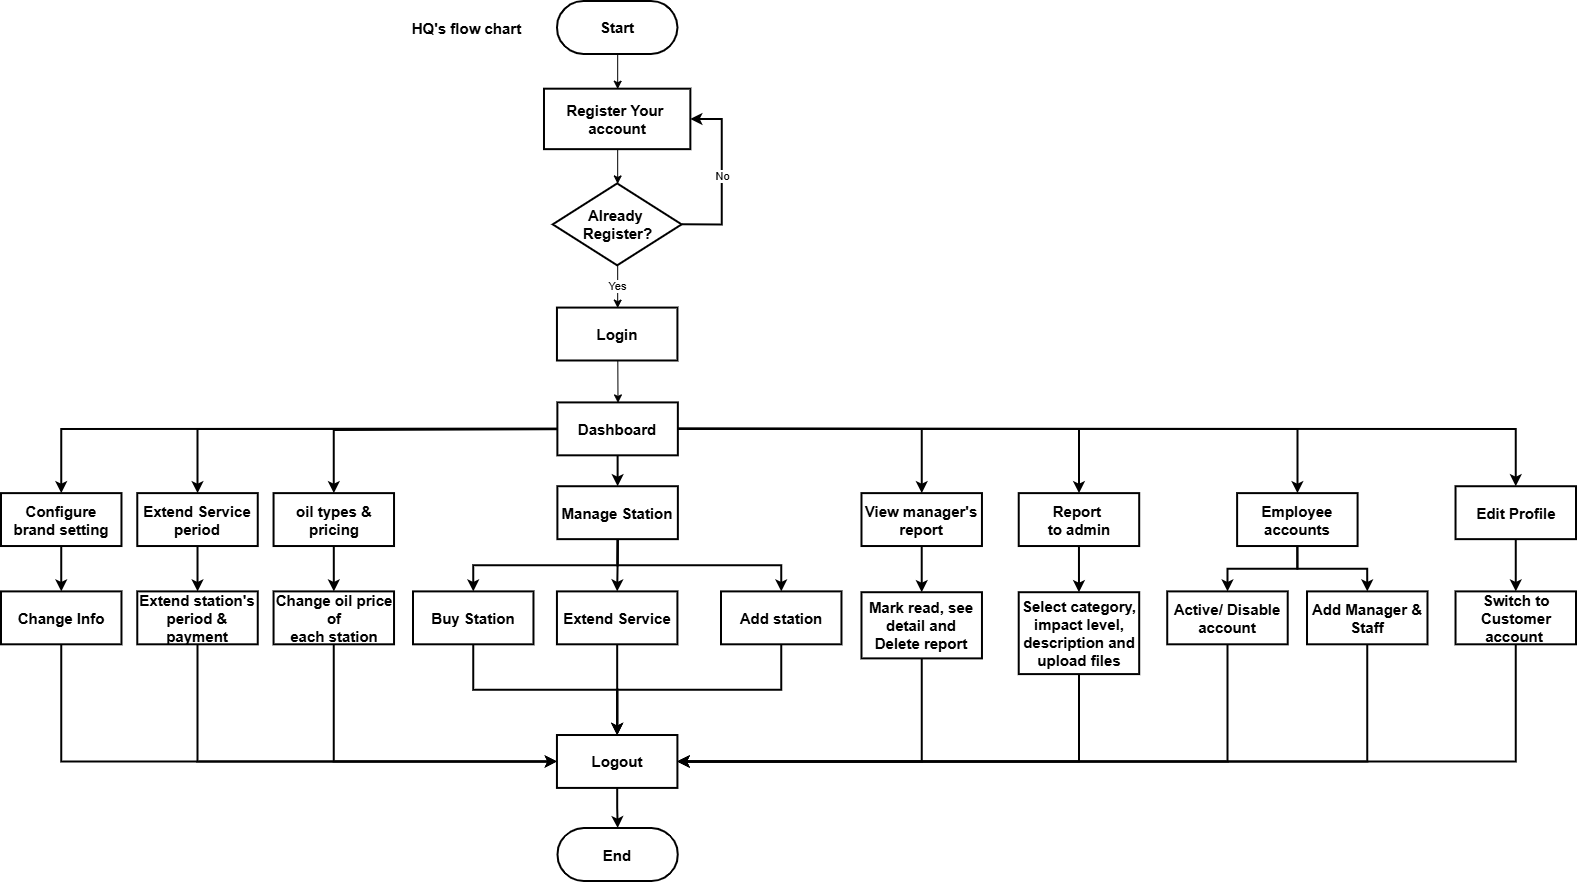 HQ's flow chart
Start
Register Your
account
No
Already
Register?
Yes
Login
Dashboard
Configure
brand setting
Extend Service
period
oil types &
pricing
Manage Station
View manager's
report
Report
to admin
Employee
accounts
Edit Profile
Change Info
Extend station's
period &
payment
Change oil price
of
each station
Buy Station
Extend Service
Add station
Mark read, see
detail and
Delete report
Select category,
impact level,
description and
upload files
Active/ Disable
account
Add Manager &
Staff
Switch to
Customer
account
Logout
End